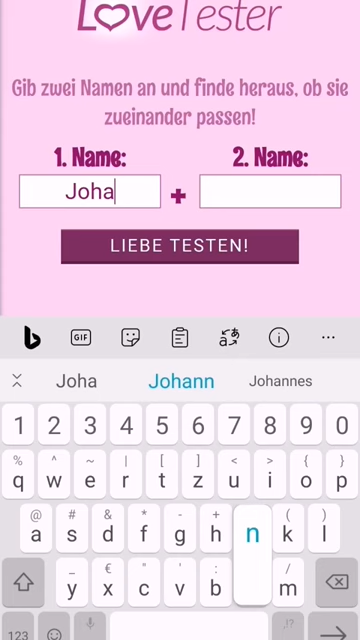 LoveTester
Gib zwei Namen an und finde heraus, ob sie
zueinander passen!
1. Name: 2. Name:
Joha +
LIEBE TESTEN!
GIF
Joha Johann Johannes
1 2 3 4 5 6 7 8 9 0
% ^ ~ | [ ] < > { }
q w e r t z u i o p
@ # & * - + ( )
a s d f g h n k l
_ € " ' : /
y x c v b m
123 ,!?